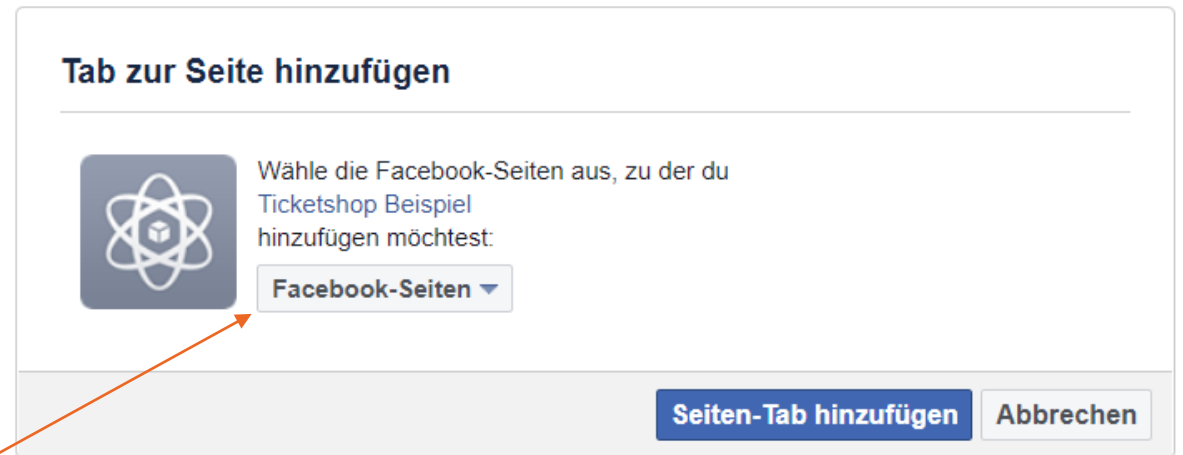 Tab zur Seite hinzufügen
Wähle die Facebook-Seiten aus, zu der du
Ticketshop Beispiel
hinzufügen möchtest:
Facebook-Seiten
Seiten-Tab hinzufügen Abbrechen